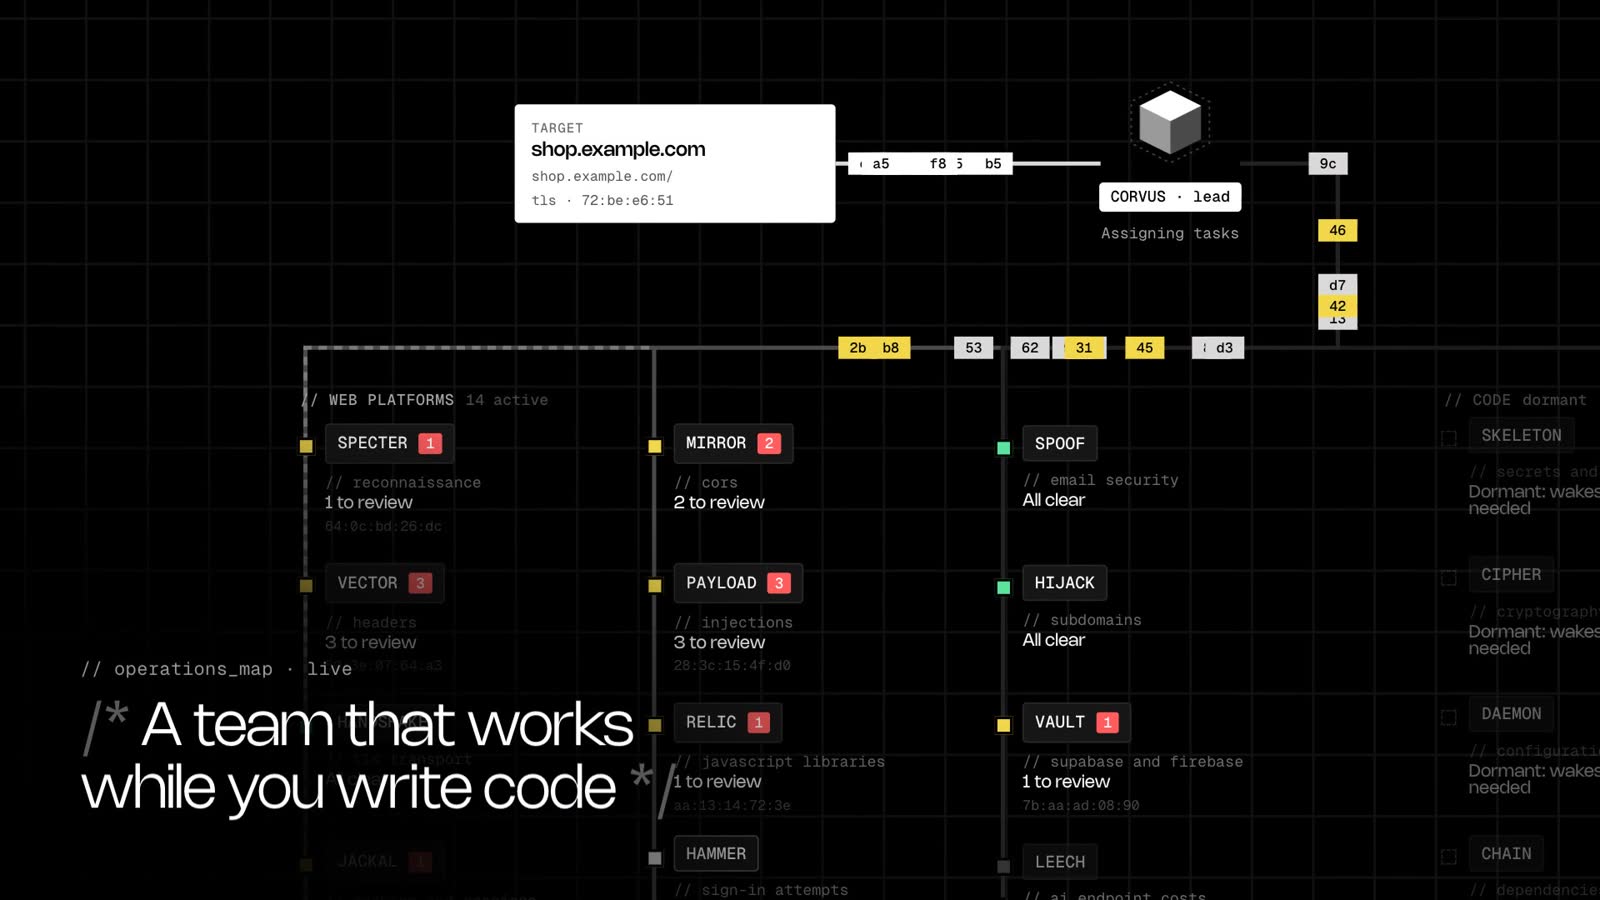 TARGET
shop.example.com
shop.example.com/
tls · 72:be:e6:51
a5 f8 b5
9c
CORVUS · lead
Assigning tasks
46
d7
42
13
2b b8 53 62 31 45 d3
// WEB PLATFORMS 14 active
// CODE dormant
SPECTER 1
// reconnaissance
1 to review
64:0c:bd:26:dc
MIRROR 2
// cors
2 to review
SPOOF
// email security
All clear
SKELETON
// secrets and
Dormant: wakes
needed
VECTOR 3
// headers
3 to review
PAYLOAD 3
// injections
3 to review
28:3c:15:4f:d0
HIJACK
// subdomains
All clear
CIPHER
// cryptography
Dormant: wakes
needed
// operations_map · live
/* A team that works
while you write code */
RELIC 1
// javascript libraries
1 to review
aa:13:14:72:3e
VAULT 1
// supabase and firebase
1 to review
7b:aa:ad:08:90
DAEMON
Dormant: wakes
needed
JACKAL 1
HAMMER
// sign-in attempts
LEECH
// ai endpoint costs
CHAIN
// dependencies